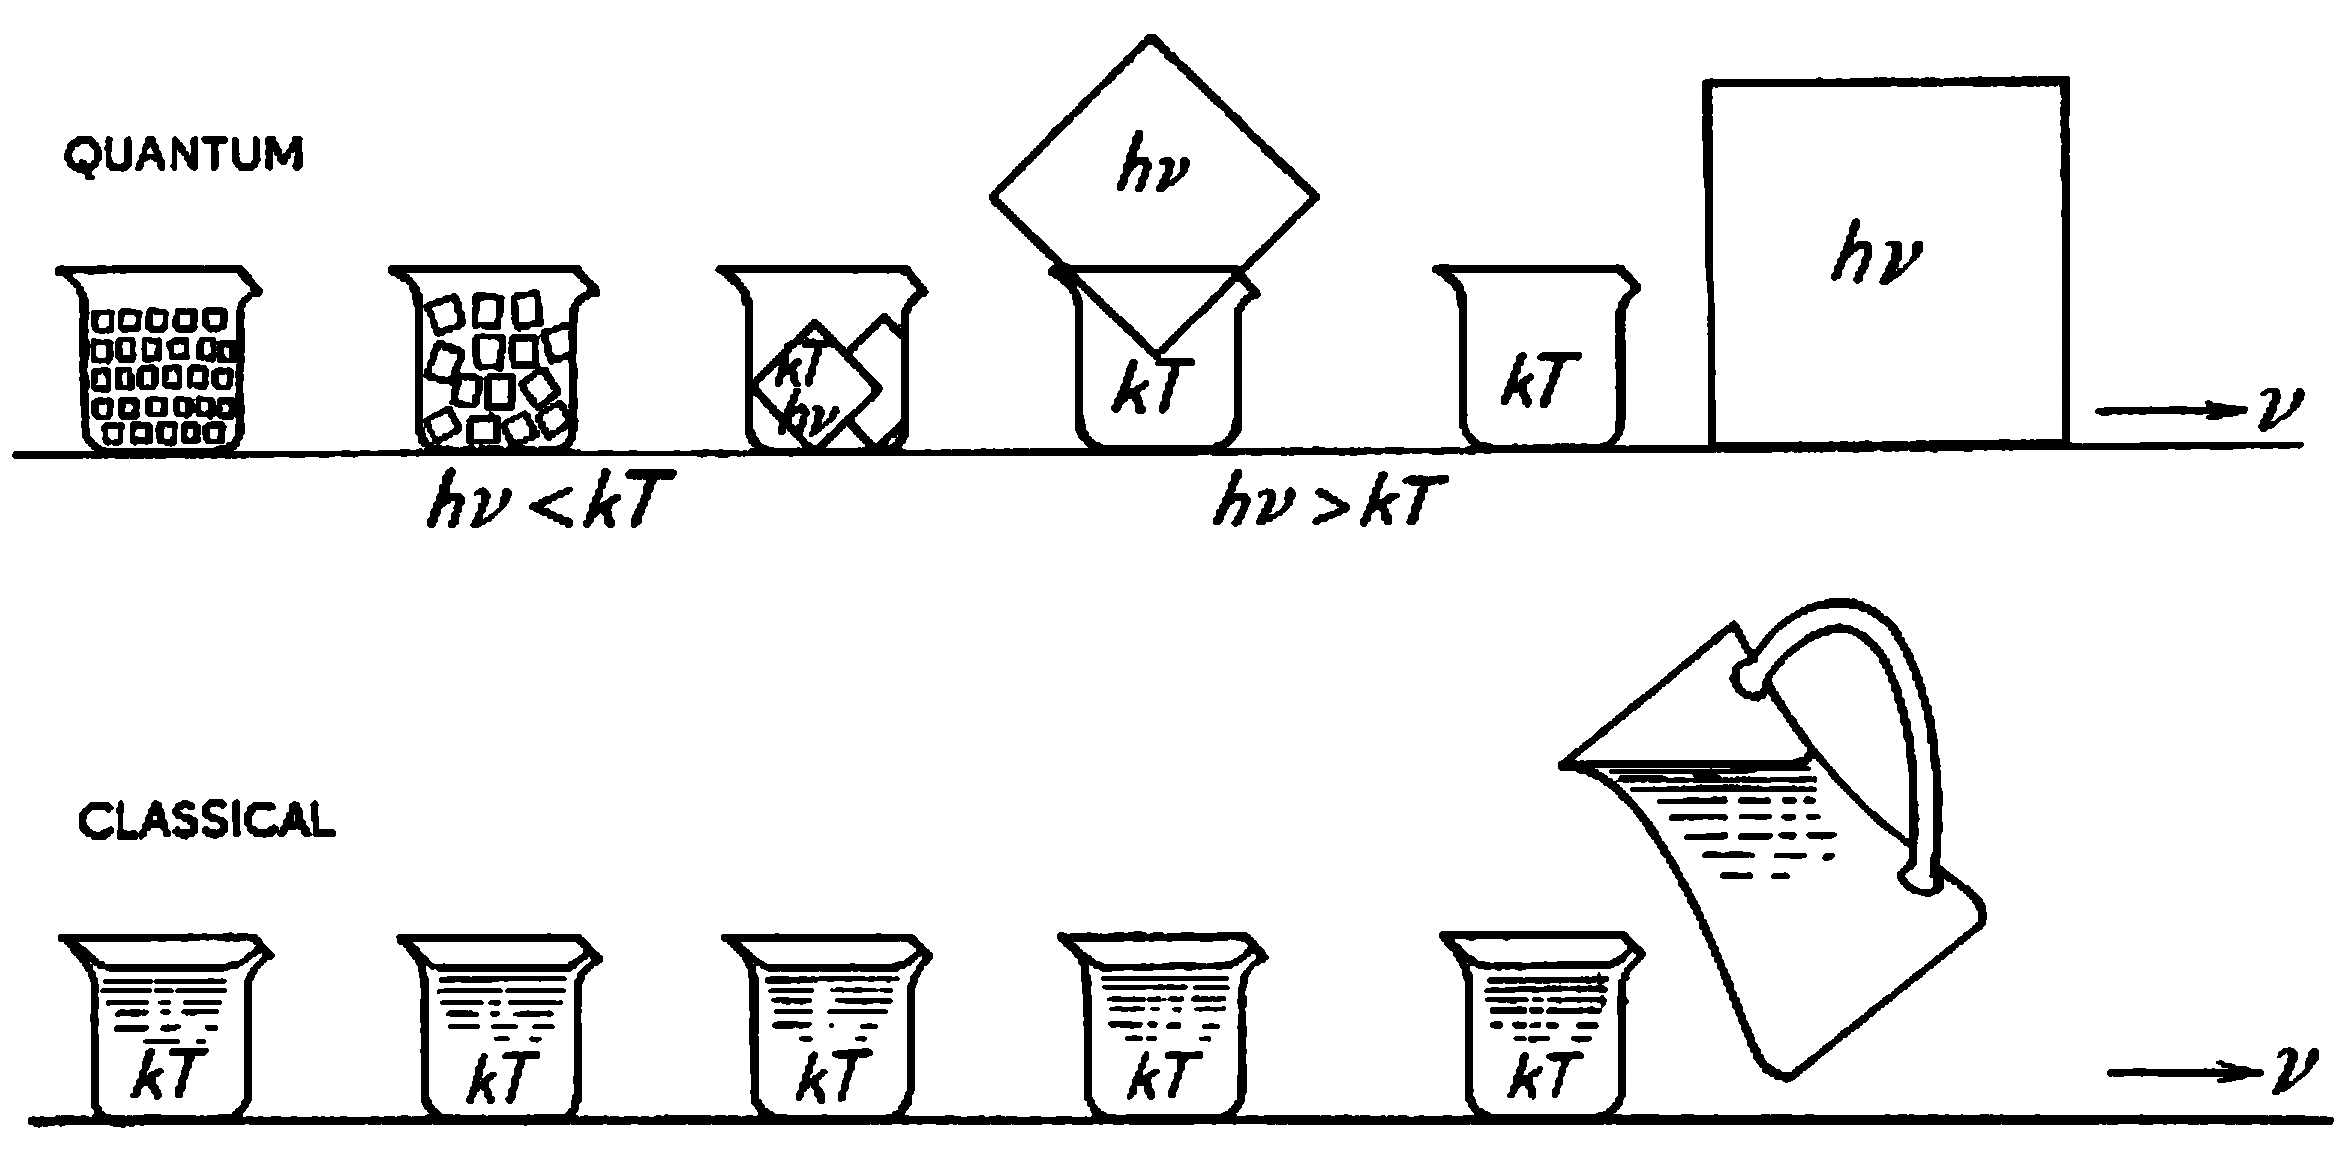 QUANTUM
hν
hν
kT
hν
kT
kT
ν
hν < kT
hν > kT
CLASSICAL
kT
kT
kT
kT
kT
ν